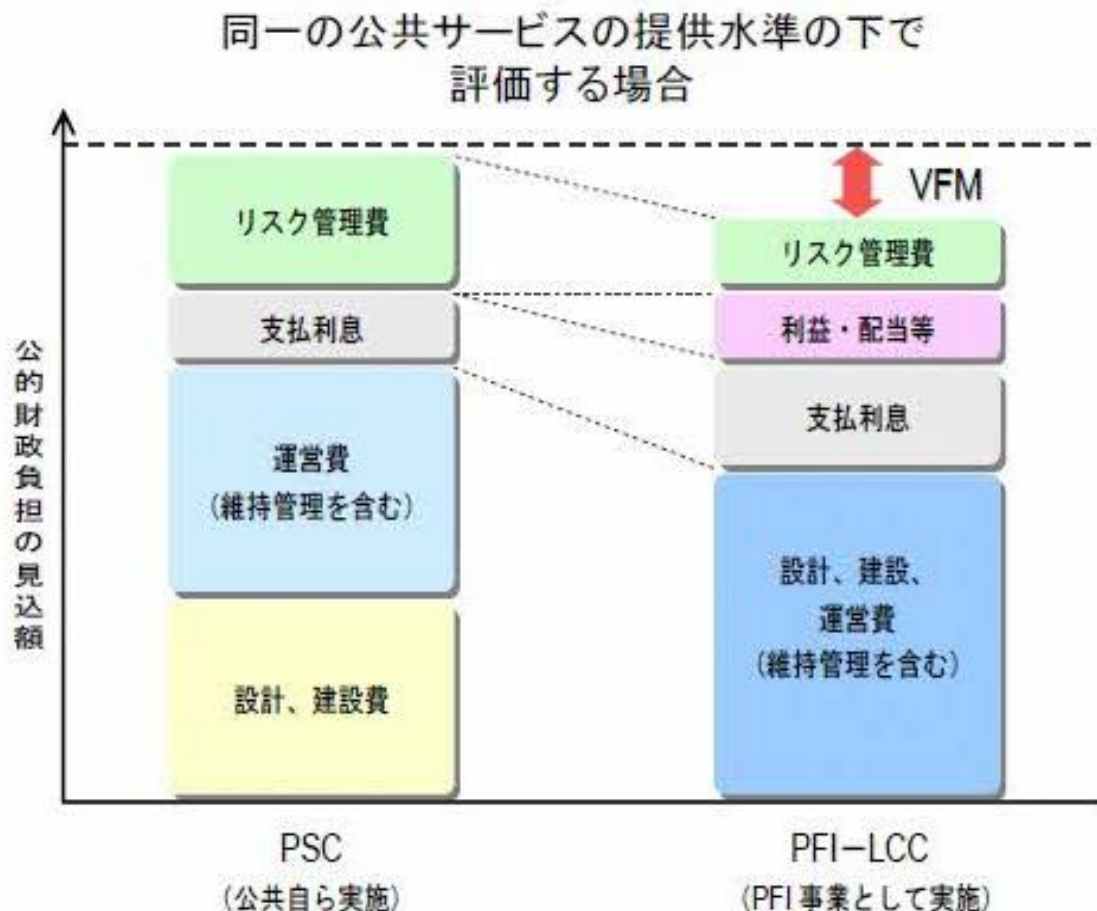 同一の公共サービスの提供水準の下で
評価する場合
公的財政負担の見込額
リスク管理費
支払利息
運営費
(維持管理を含む)
設計、建設費
VFM
リスク管理費
利益・配当等
支払利息
設計、建設、
運営費
(維持管理を含む)
PSC
(公共自ら実施)
PFI−LCC
(PFI事業として実施)